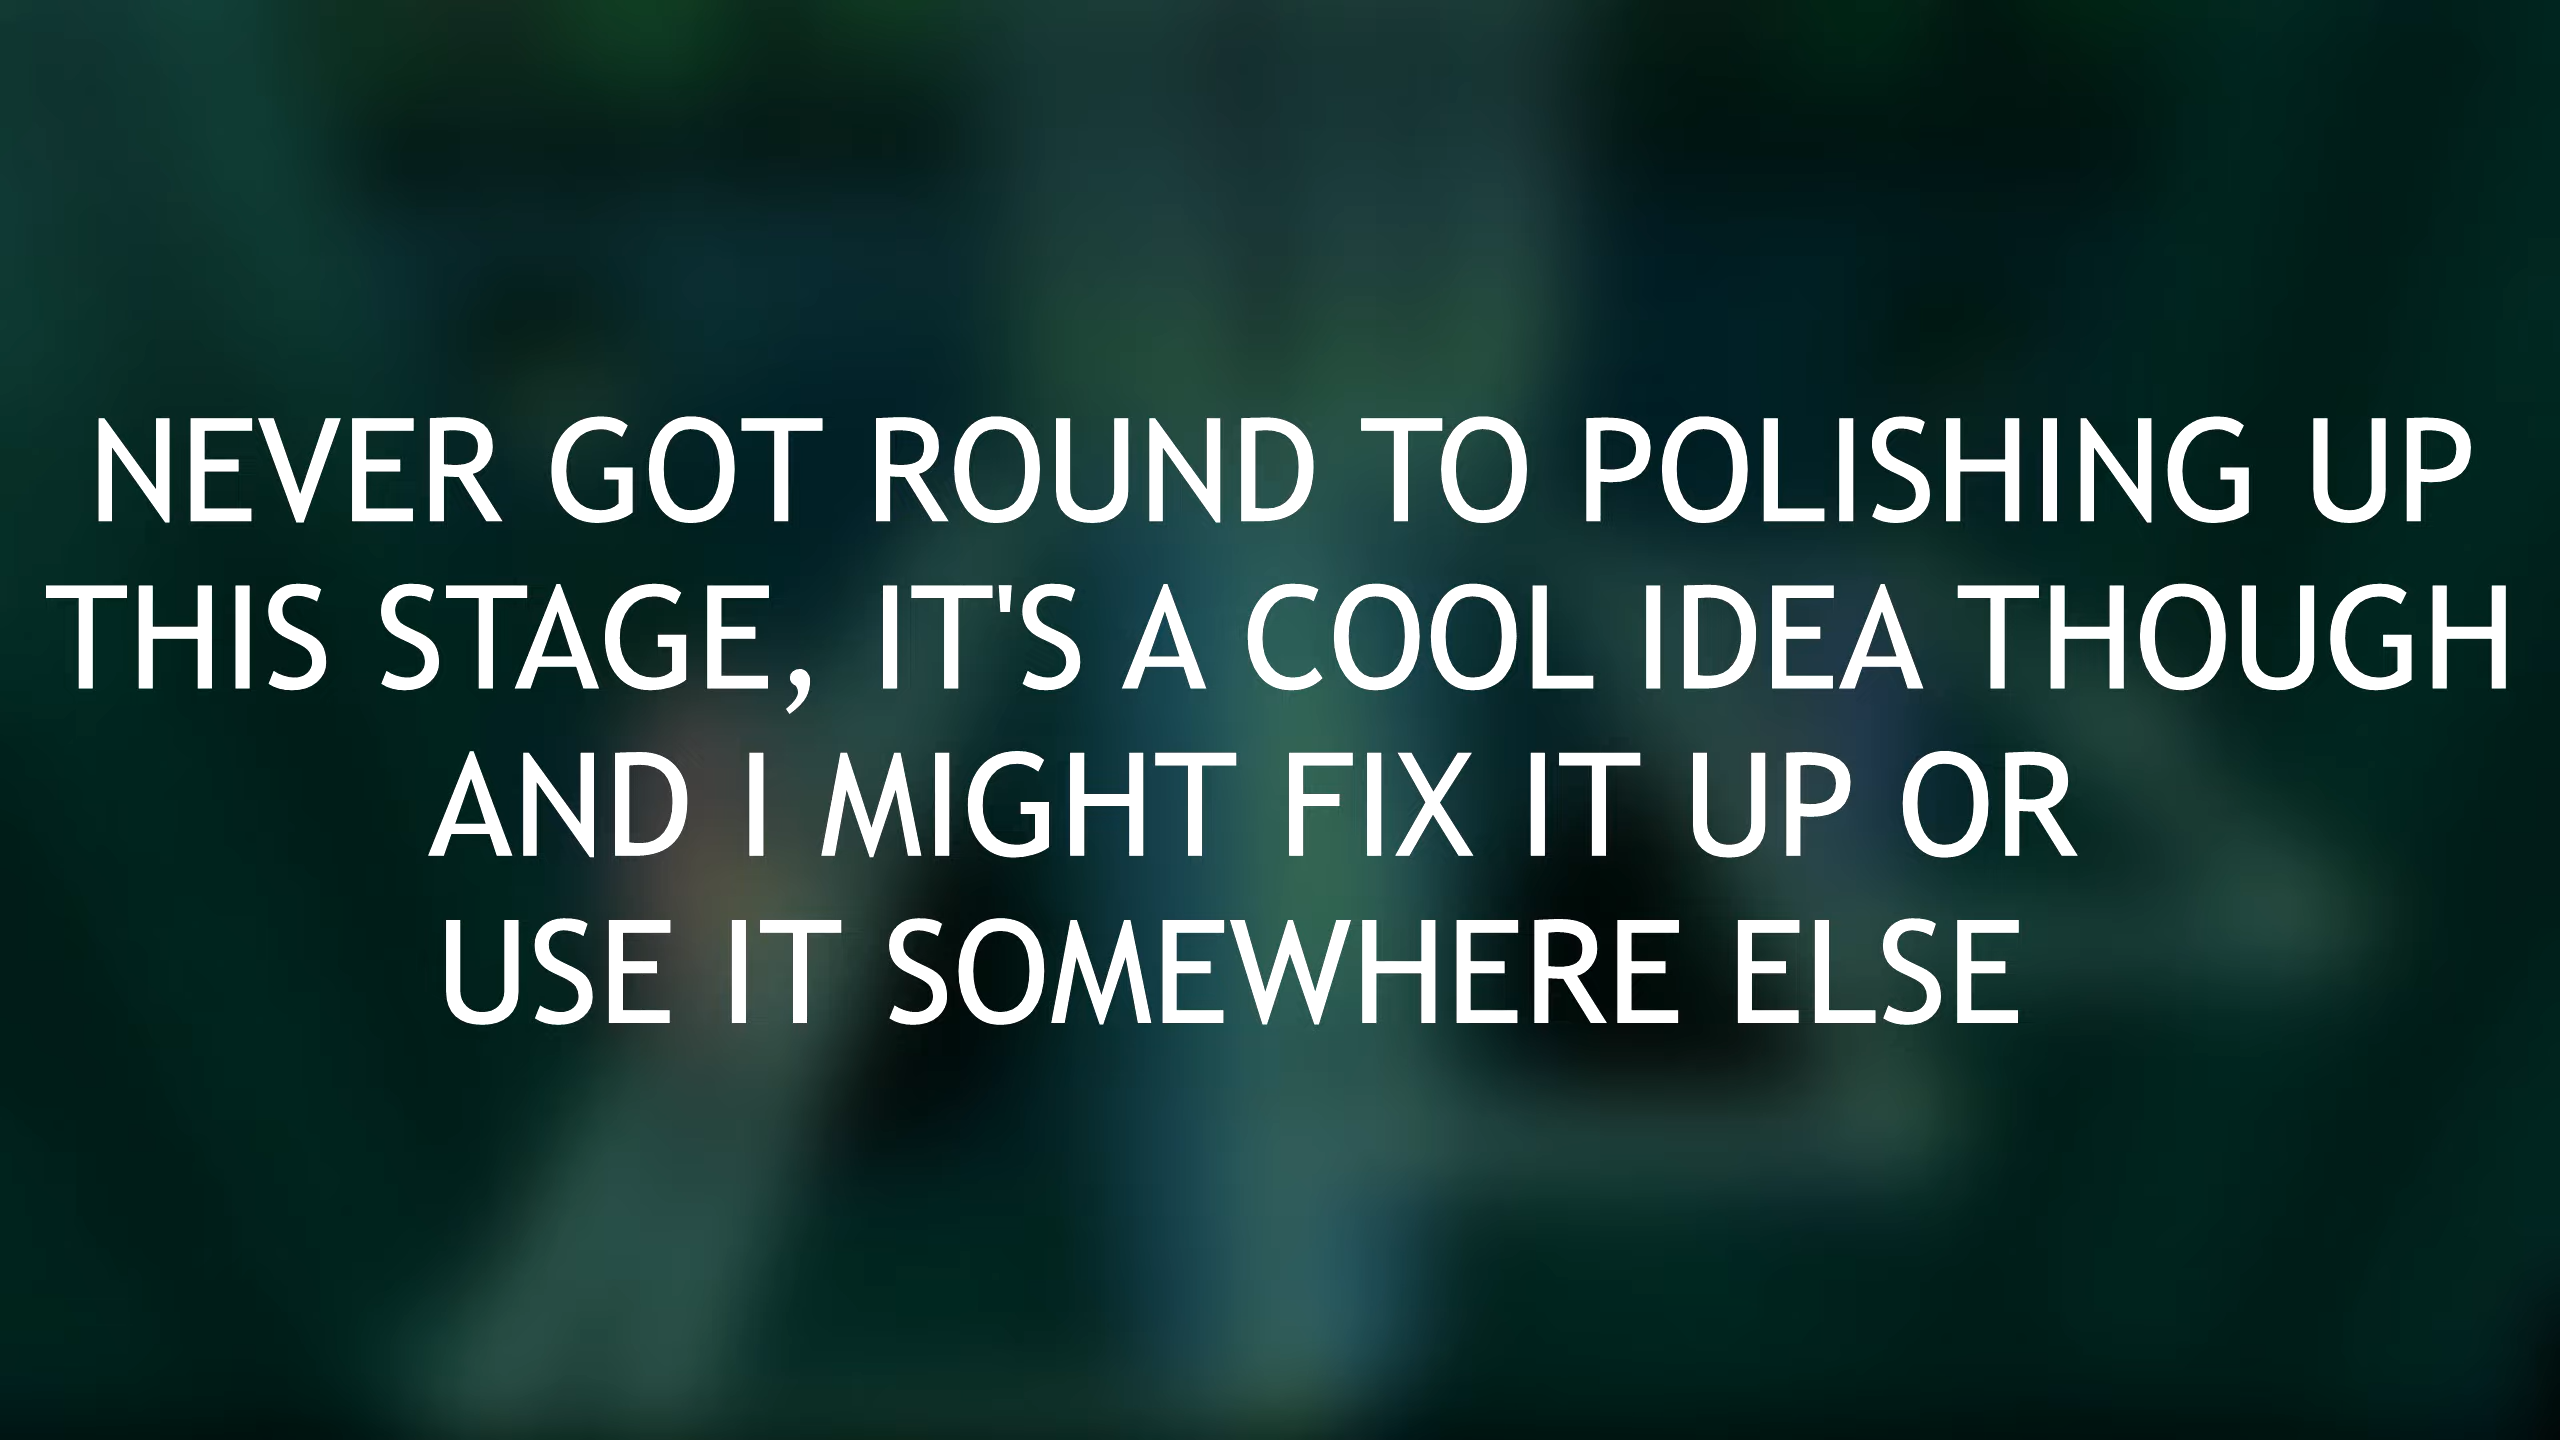 NEVER GOT ROUND TO POLISHING UP
THIS STAGE, IT'S A COOL IDEA THOUGH
AND I MIGHT FIX IT UP OR
USE IT SOMEWHERE ELSE